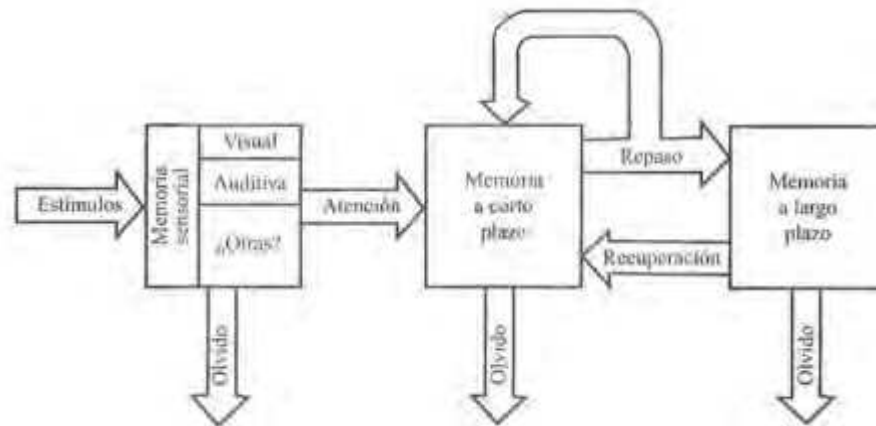 Estímulos
Memoria
sensorial
Visual
Auditiva
¿Otras?
Atención
Memoria
a corto
plazo
Repaso
Recuperación
Memoria
a largo
plazo
Olvido
Olvido
Olvido